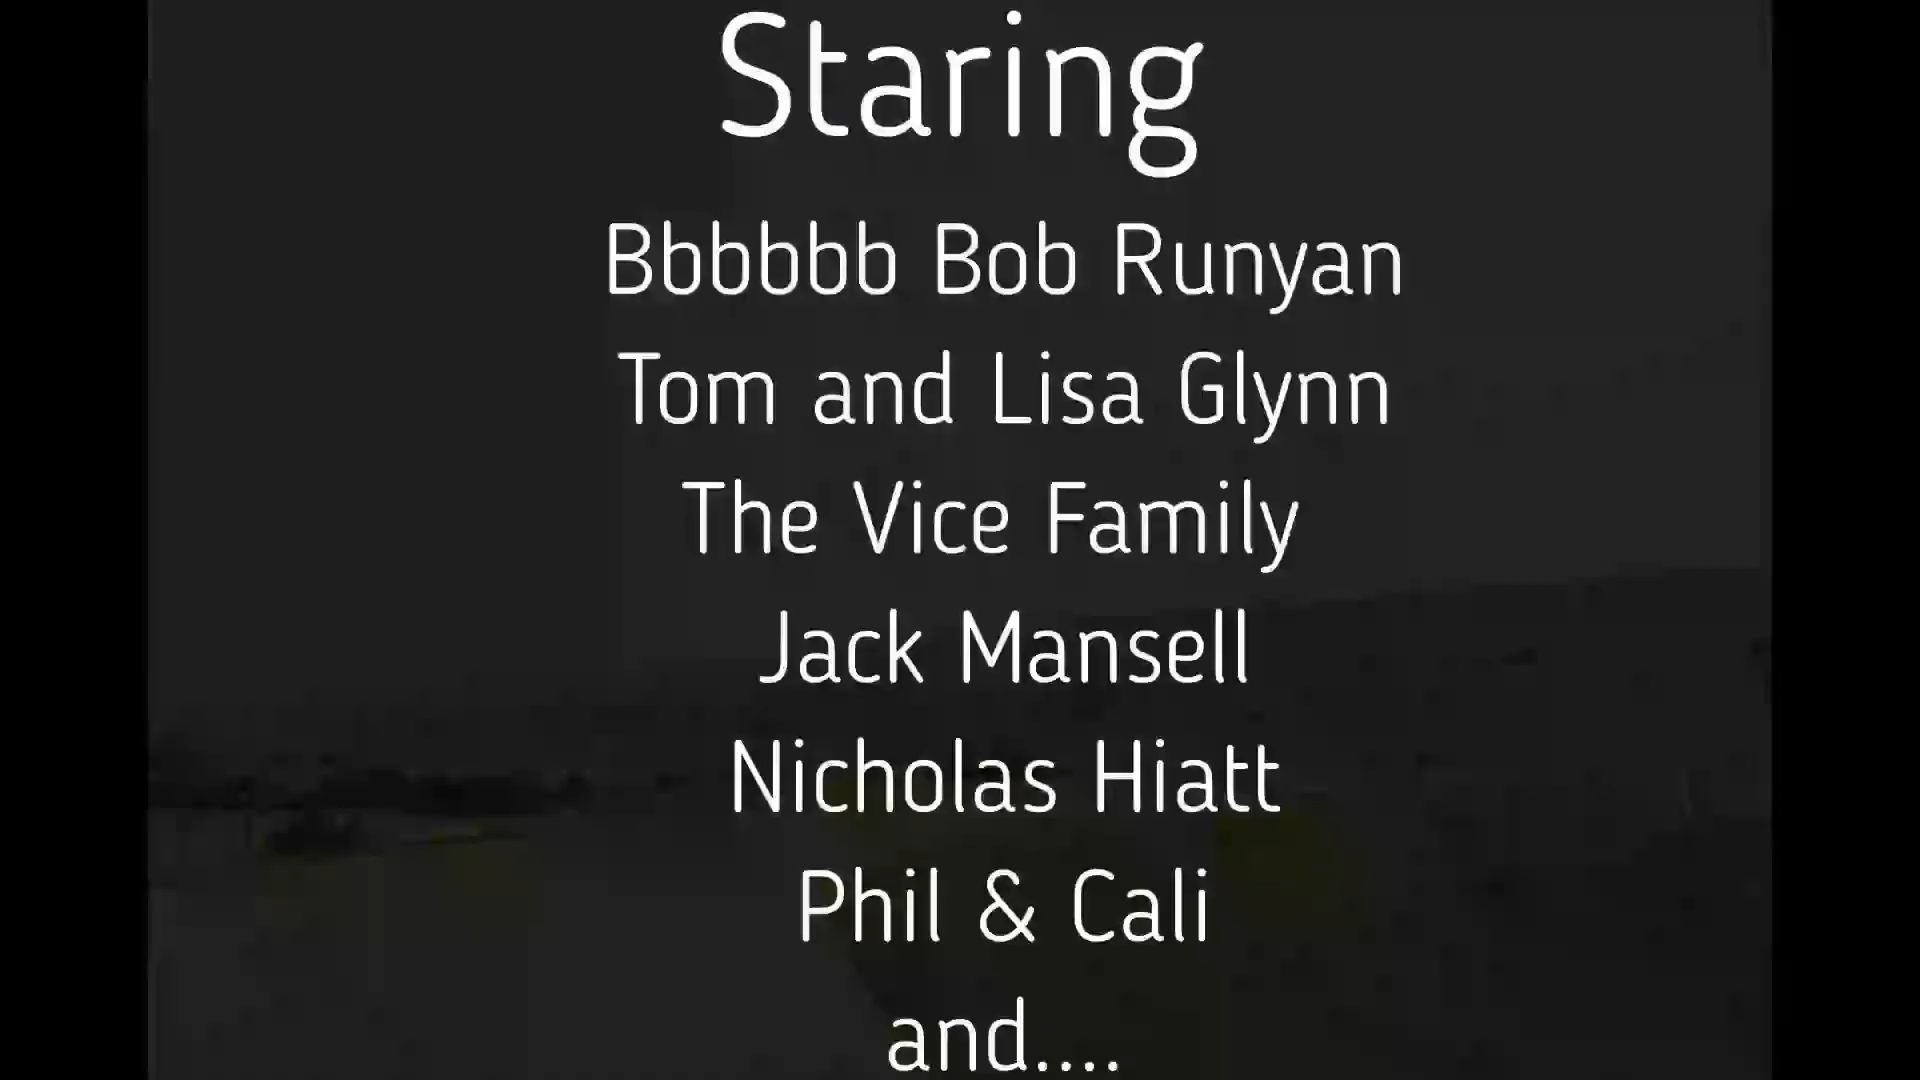 Staring
Bbbbbb Bob Runyan
Tom and Lisa Glynn
The Vice Family
Jack Mansell
Nicholas Hiatt
Phil & Cali
and....